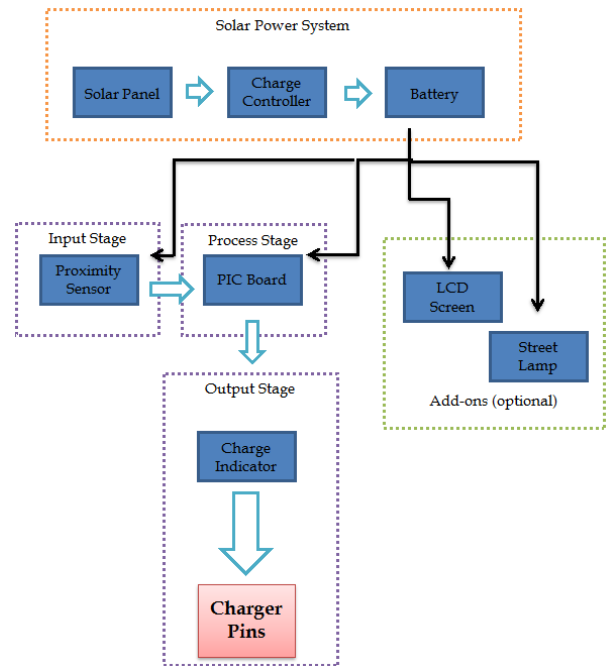 Solar Power System
Solar Panel
Charge
Controller
Battery
Input Stage
Proximity
Sensor
Process Stage
PIC Board
LCD
Screen
Street
Lamp
Add-ons (optional)
Output Stage
Charge
Indicator
Charger
Pins